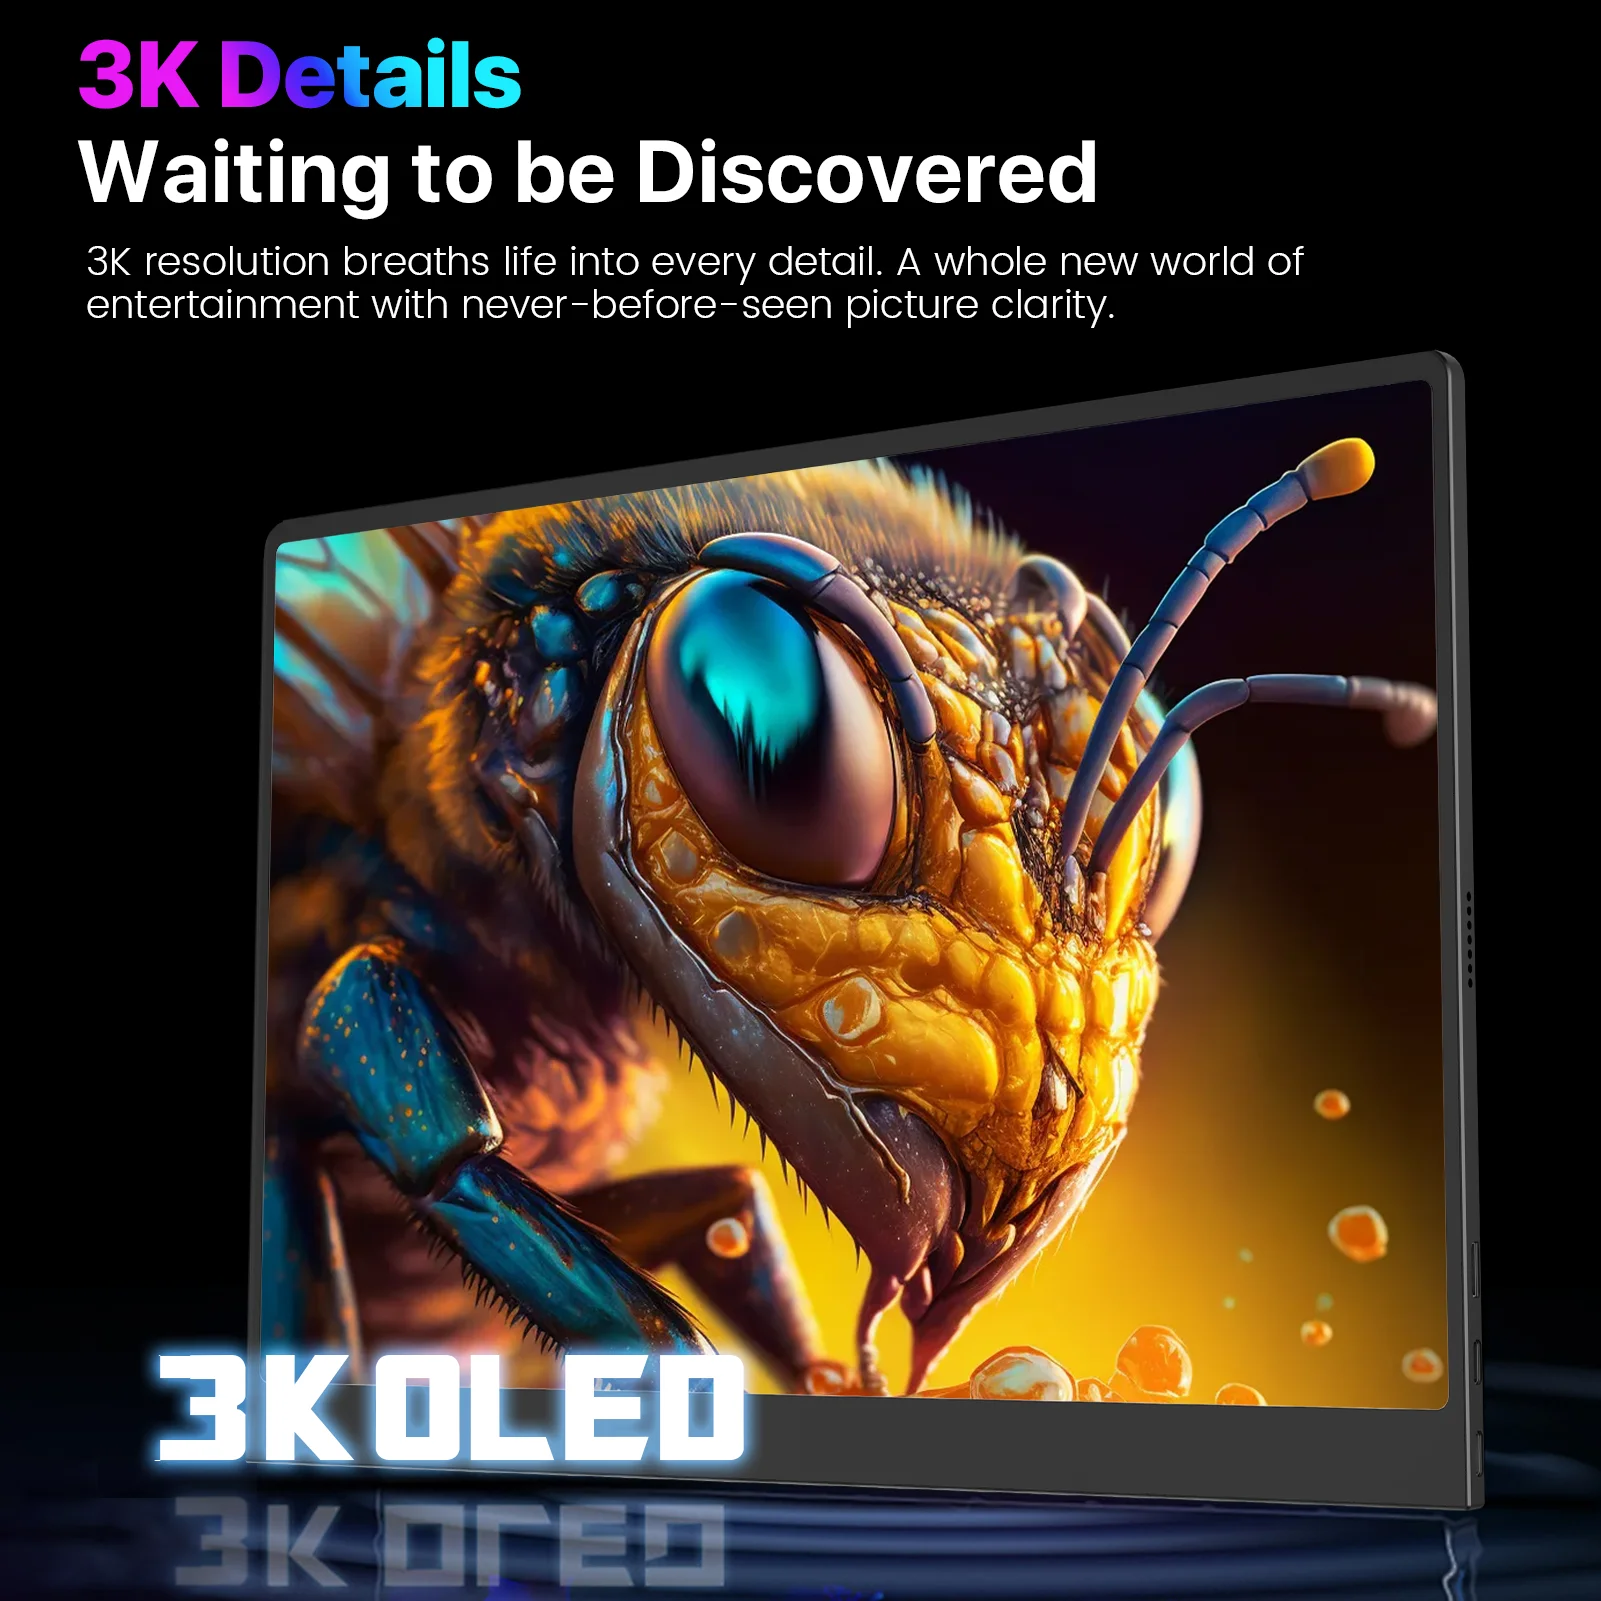 3K Details
Waiting to be Discovered
3K resolution breaths life into every detail. A whole new world of
entertainment with never-before-seen picture clarity.
3K OLED